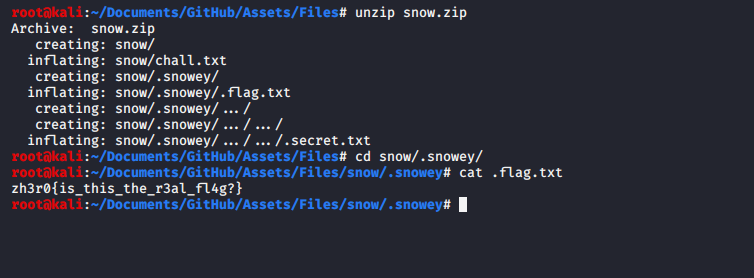 root@kali:~/Documents/GitHub/Assets/Files# unzip snow.zip
Archive:  snow.zip
   creating: snow/
  inflating: snow/chall.txt
   creating: snow/.snowey/
  inflating: snow/.snowey/.flag.txt
   creating: snow/.snowey/.../
   creating: snow/.snowey/.../.../
  inflating: snow/.snowey/.../.../.secret.txt
root@kali:~/Documents/GitHub/Assets/Files# cd snow/.snowey/
root@kali:~/Documents/GitHub/Assets/Files/snow/.snowey# cat .flag.txt
zh3r0{is_this_the_r3al_fl4g?}
root@kali:~/Documents/GitHub/Assets/Files/snow/.snowey#